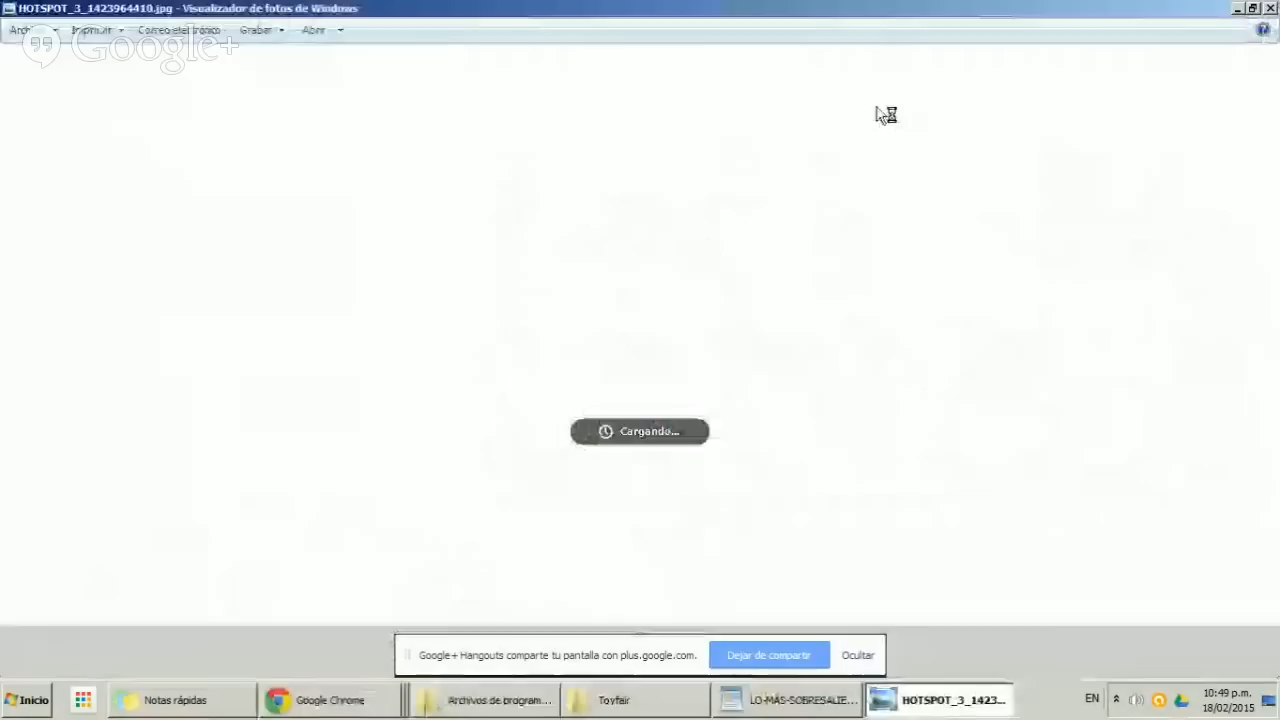 HOTSPOT_3_1423964410.jpg - Visualizador de fotos de Windows
Imprimir Correo electrónico Grabar Abrir
Google+
Cargando...
Google+ Hangouts comparte tu pantalla con plus.google.com. Dejar de compartir Ocultar
Inicio Notas rápidas Google Chrome Archivos de program... Toyfair LO-MAS-SOBRESALIE... HOTSPOT_3_1423... EN 10:49 p.m.
18/02/2015